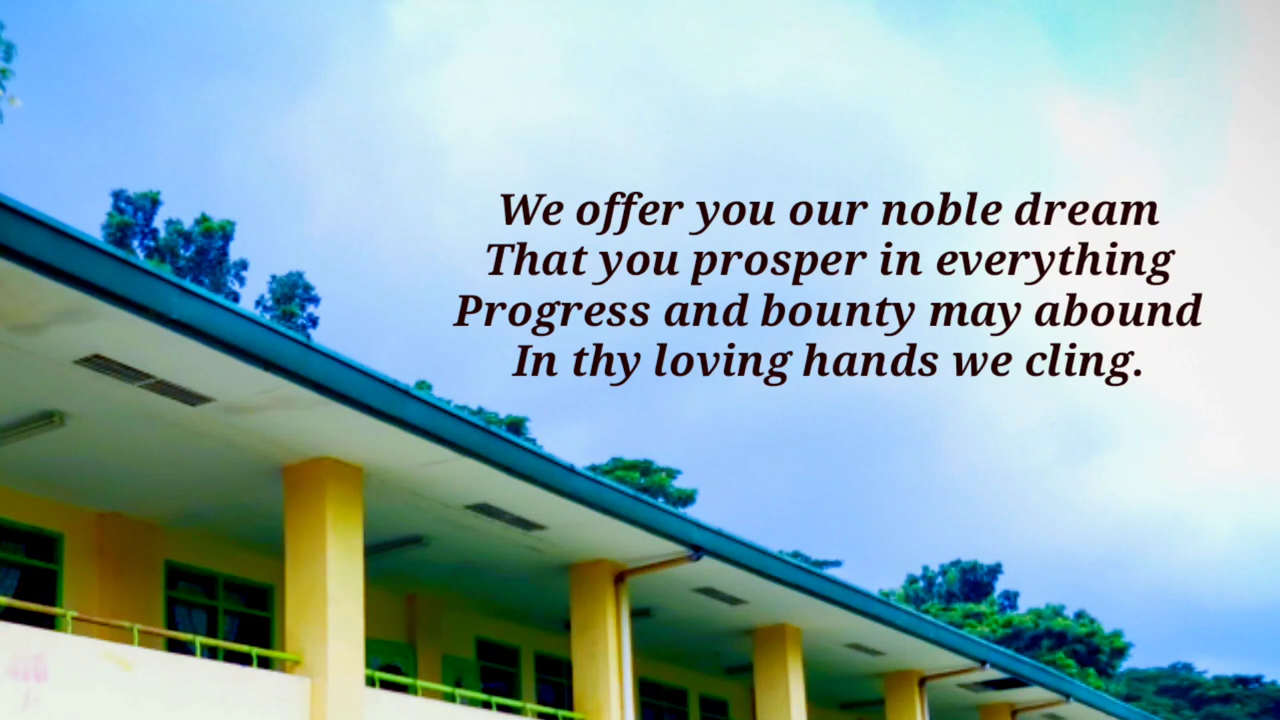 We offer you our noble dream
That you prosper in everything
Progress and bounty may abound
In thy loving hands we cling.